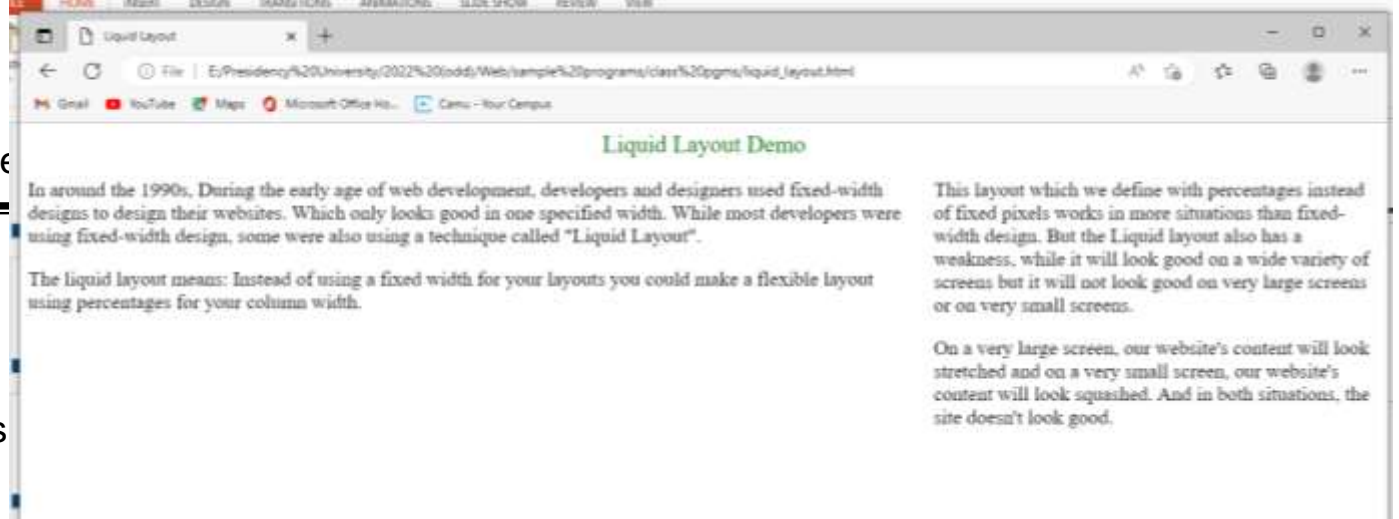 HOME INSERT DESIGN TRANSITIONS ANIMATIONS SLIDE SHOW REVIEW VIEW
Liquid Layout
File | E:/Presidency%20University/2022%20(odd)/Web/sample%20programs/class%20pgms/liquid_layout.html
Gmail YouTube Maps Microsoft Office Ho... Camu - Your Campus
Liquid Layout Demo
In around the 1990s, During the early age of web development, developers and designers used fixed-width
designs to design their websites. Which only looks good in one specified width. While most developers were
using fixed-width design, some were also using a technique called "Liquid Layout".
The liquid layout means: Instead of using a fixed width for your layouts you could make a flexible layout
using percentages for your column width.
This layout which we define with percentages instead
of fixed pixels works in more situations than fixed-
width design. But the Liquid layout also has a
weakness, while it will look good on a wide variety of
screens but it will not look good on very large screens
or on very small screens.
On a very large screen, our website's content will look
stretched and on a very small screen, our website's
content will look squashed. And in both situations, the
site doesn't look good.